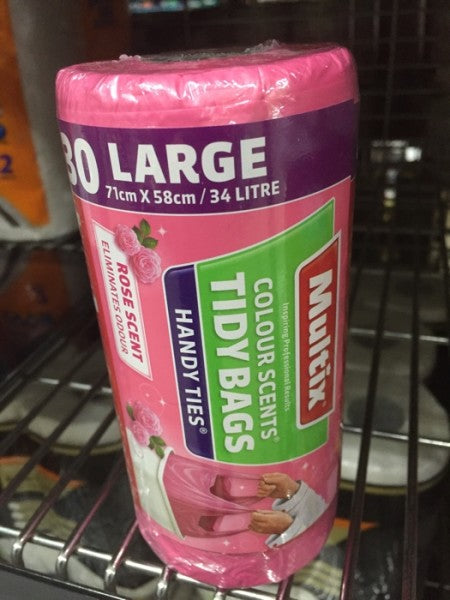 30 LARGE
71cm X 58cm / 34 LITRE
Multix
Inspiring Professional Results
COLOUR SCENTS®
TIDY BAGS
HANDY TIES®
ROSE SCENT
ELIMINATES ODOUR
2